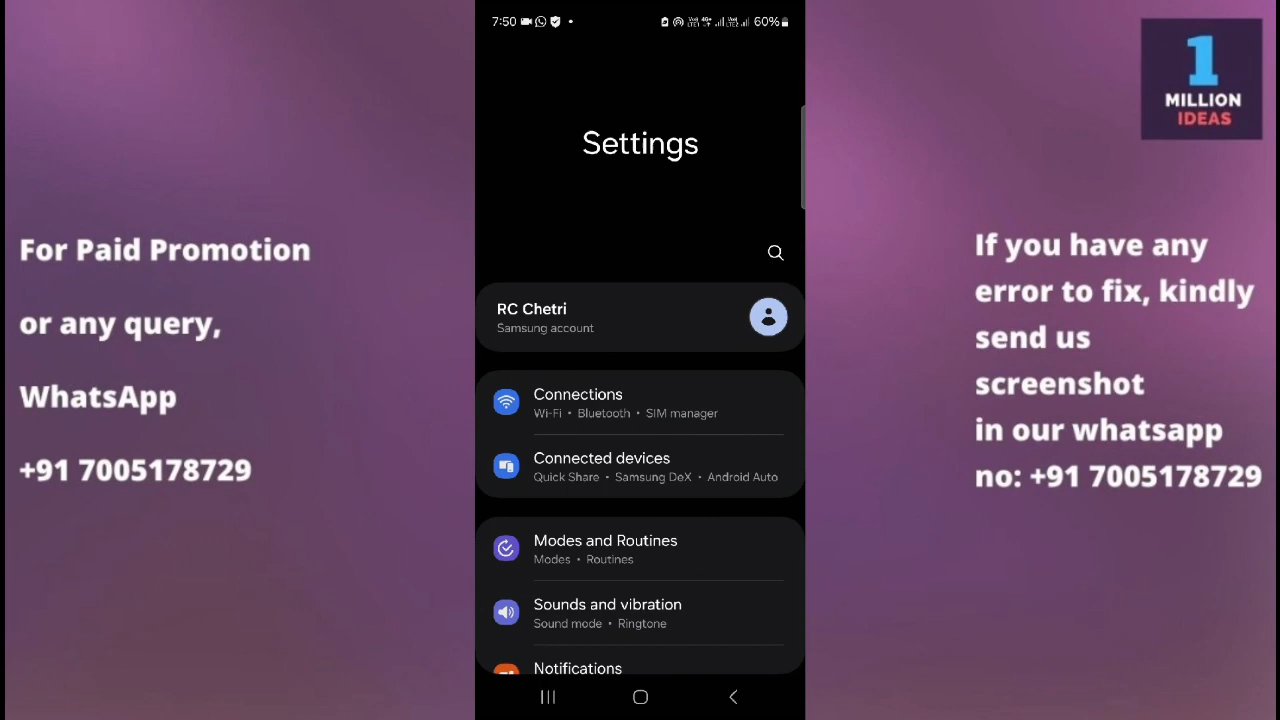 For Paid Promotion
or any query,
WhatsApp
+91 7005178729
7:50
60%
Settings
RC Chetri
Samsung account
Connections
Wi-Fi • Bluetooth • SIM manager
Connected devices
Quick Share • Samsung DeX • Android Auto
Modes and Routines
Modes • Routines
Sounds and vibration
Sound mode • Ringtone
Notifications
1
MILLION
IDEAS
If you have any
error to fix, kindly
send us
screenshot
in our whatsapp
no: +91 7005178729